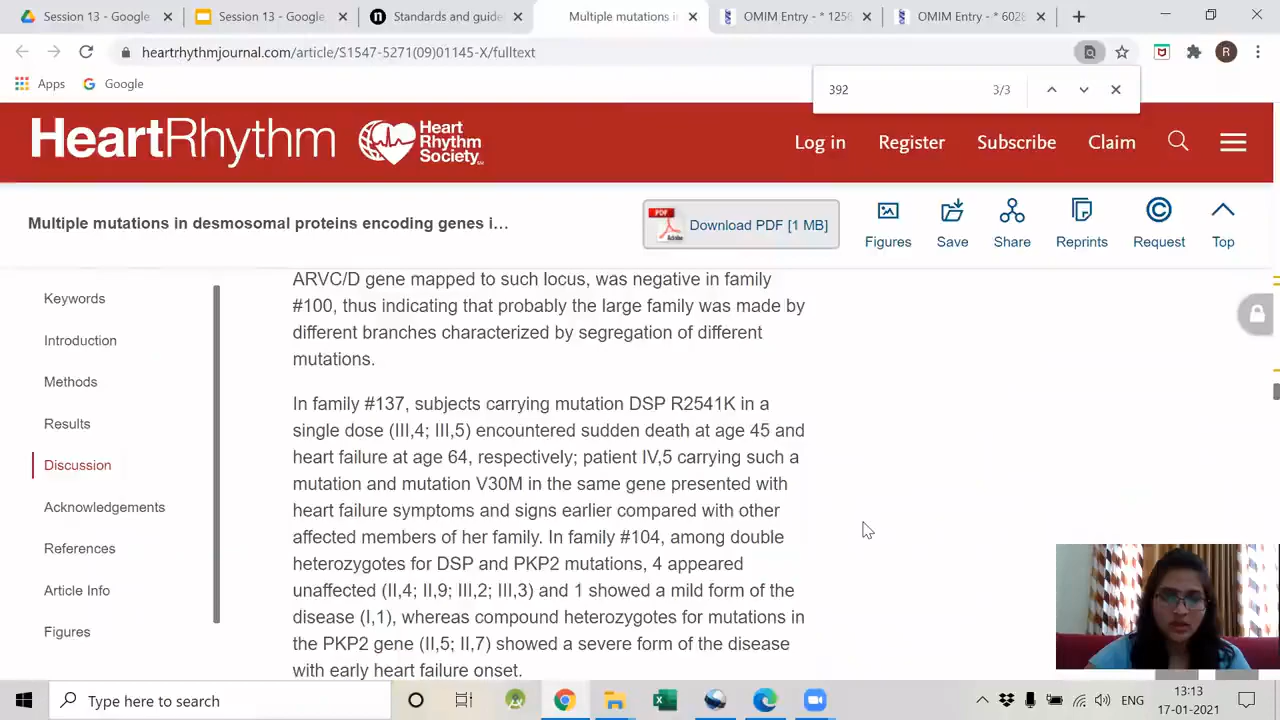 Session 13 - Google
Session 13 - Google
Standards and guide
Multiple mutations i
OMIM Entry - * 1256
OMIM Entry - * 6028
heartrhythmjournal.com/article/S1547-5271(09)01145-X/fulltext
R
Apps
Google
392
3/3
HeartRhythm
Heart
Rhythm
Society
Log in
Register
Subscribe
Claim
Multiple mutations in desmosomal proteins encoding genes i...
PDF
Adobe
Download PDF [1 MB]
Figures
Save
Share
Reprints
Request
Top
Keywords
Introduction
Methods
Results
Discussion
Acknowledgements
References
Article Info
Figures
ARVC/D gene mapped to such locus, was negative in family
#100, thus indicating that probably the large family was made by
different branches characterized by segregation of different
mutations.
In family #137, subjects carrying mutation DSP R2541K in a
single dose (III,4; III,5) encountered sudden death at age 45 and
heart failure at age 64, respectively; patient IV,5 carrying such a
mutation and mutation V30M in the same gene presented with
heart failure symptoms and signs earlier compared with other
affected members of her family. In family #104, among double
heterozygotes for DSP and PKP2 mutations, 4 appeared
unaffected (II,4; II,9; III,2; III,3) and 1 showed a mild form of the
disease (I,1), whereas compound heterozygotes for mutations in
the PKP2 gene (II,5; II,7) showed a severe form of the disease
with early heart failure onset.
Type here to search
ENG
13:13
17-01-2021